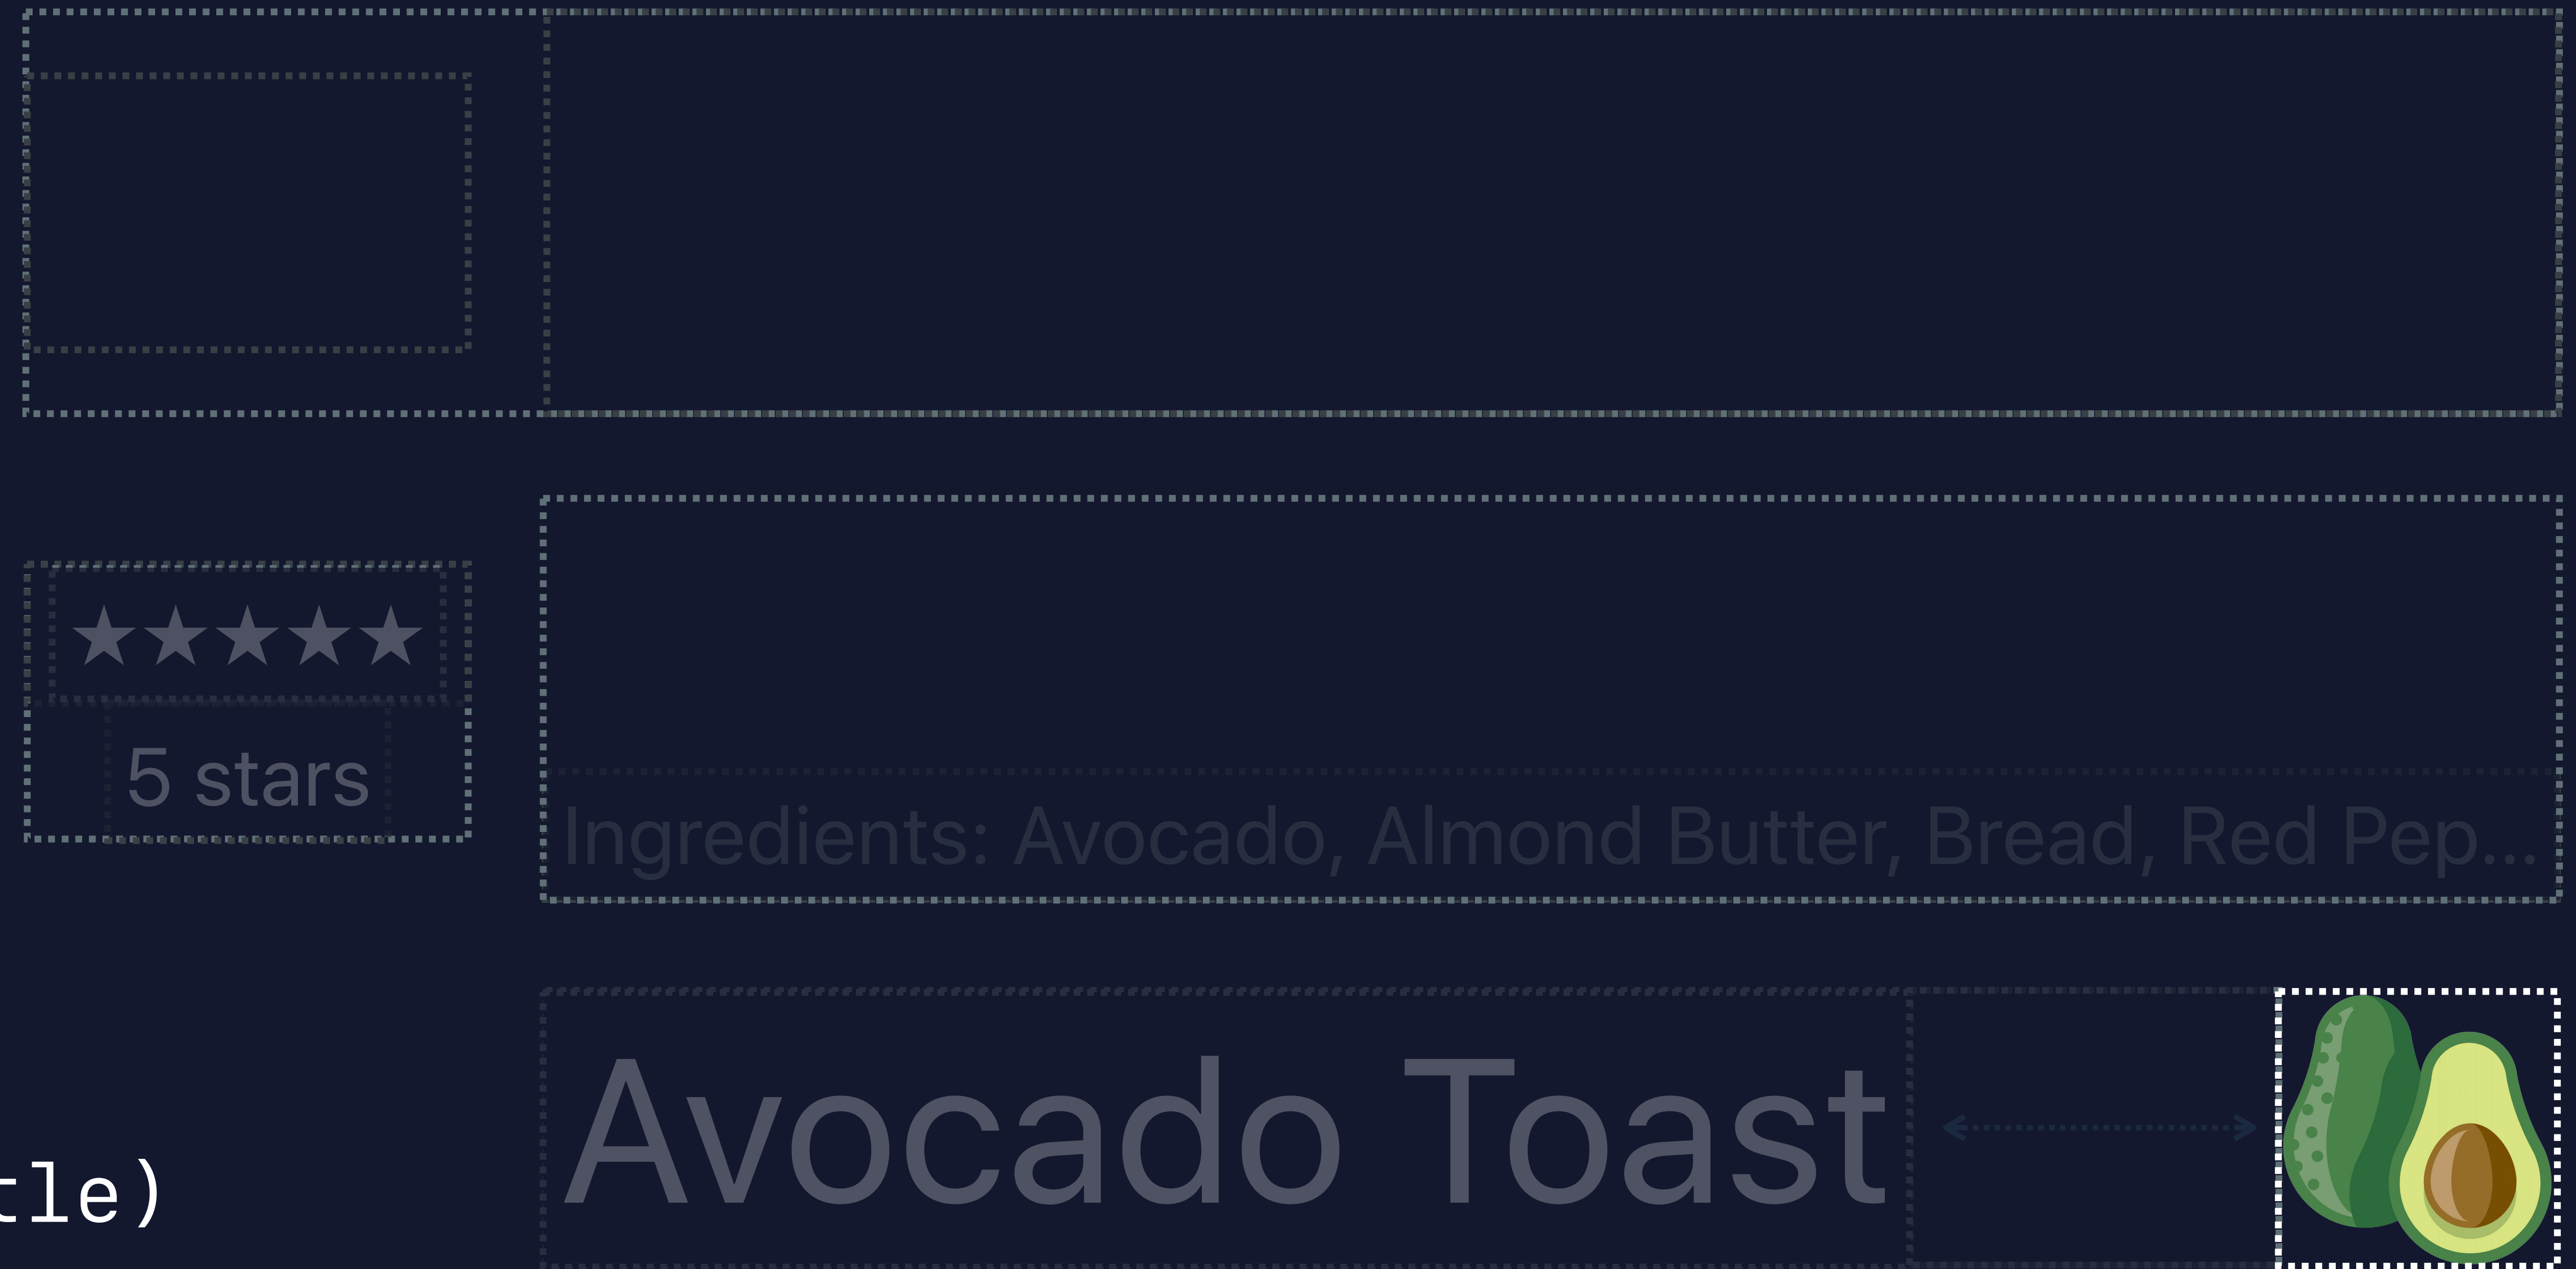 ★★★★★
5 stars
Ingredients: Avocado, Almond Butter, Bread, Red Pep...
Avocado Toast
tle)